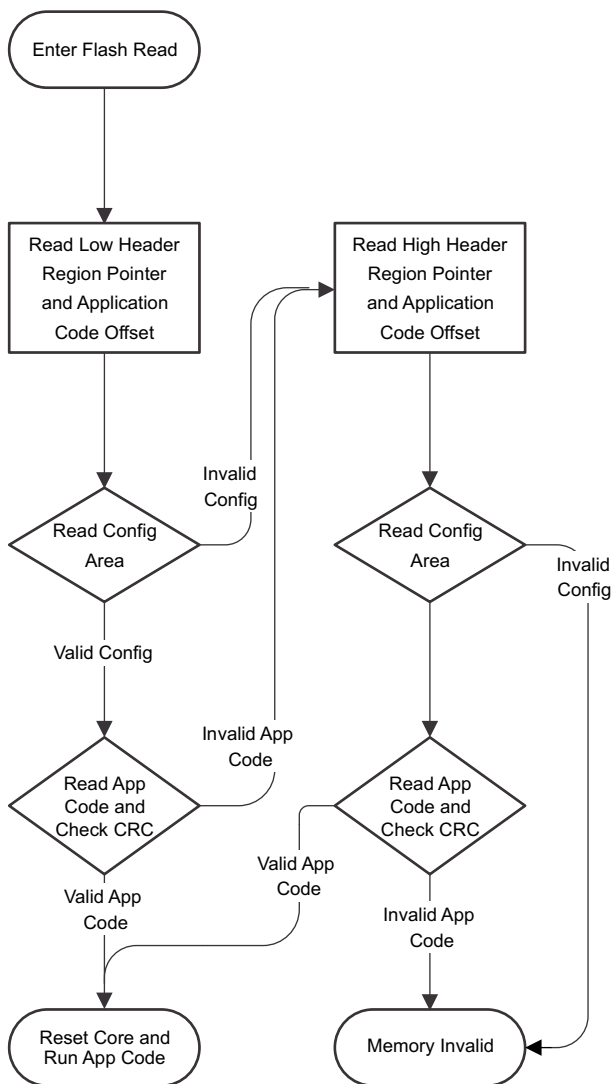 Enter Flash Read
Read Low Header
Region Pointer
and Application
Code Offset
Read High Header
Region Pointer
and Application
Code Offset
Invalid
Config
Read Config
Area
Read Config
Area
Invalid
Config
Valid Config
Invalid App
Code
Read App
Code and
Check CRC
Read App
Code and
Check CRC
Valid App
Code
Valid App
Code
Invalid App
Code
Reset Core and
Run App Code
Memory Invalid